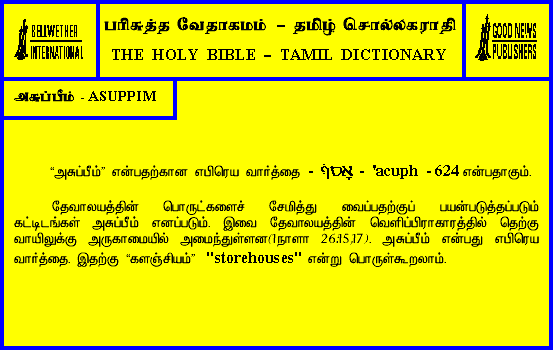 BELLWETHER
INTERNATIONAL
பரிசுத்த வேதாகமம் – தமிழ் சொல்லகராதி
THE HOLY BIBLE – TAMIL DICTIONARY
GOOD NEWS
PUBLISHERS
அசுப்பீம் - ASUPPIM
“அசுப்பீம்” என்பதற்கான எபிரெய வார்த்தை - אָסֹף - 'acuph - 624 என்பதாகும்.
தேவாலயத்தின் பொருட்களைச் சேமித்து வைப்பதற்குப் பயன்படுத்தப்படும்
கட்டிடங்கள் அசுப்பீம் எனப்படும். இவை தேவாலயத்தின் வெளிப்பிராகாரத்தில் தெற்கு
வாயிலுக்கு அருகாமையில் அமைந்துள்ளன(1நாளா 26:15,17). அசுப்பீம் என்பது எபிரெய
வார்த்தை. இதற்கு “களஞ்சியம்” "storehouses" என்று பொருள்கூறலாம்.